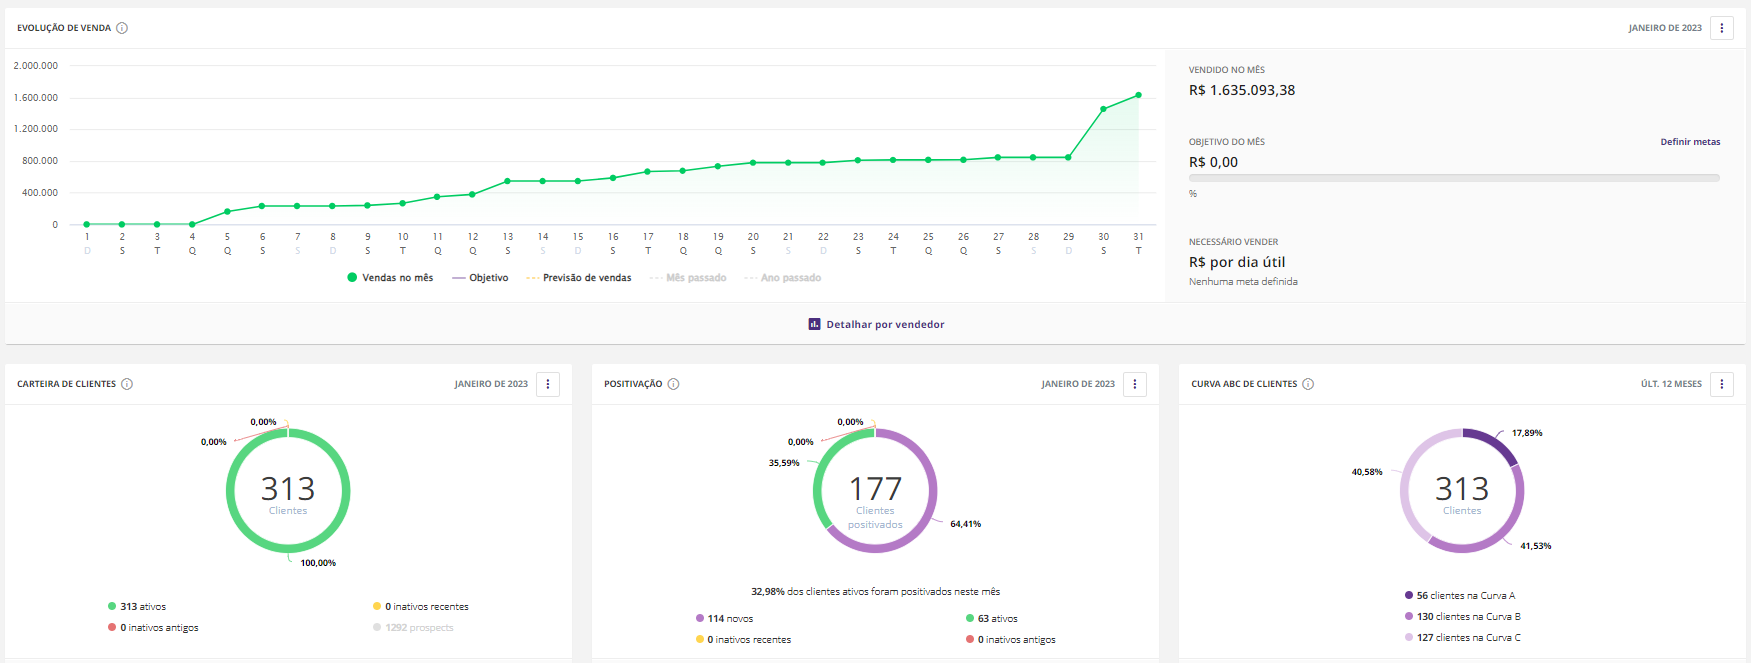 EVOLUÇÃO DE VENDA
JANEIRO DE 2023
2.000.000
1.600.000
1.200.000
800.000
400.000
0
1 2 3 4 5 6 7 8 9 10 11 12 13 14 15 16 17 18 19 20 21 22 23 24 25 26 27 28 29 30 31
D S T Q Q S S D S T Q Q S S D S T Q Q S S D S T Q Q S S D S T
Vendas no mês Objetivo Previsão de vendas Mês passado Ano passado
VENDIDO NO MÊS
R$ 1.635.093,38
OBJETIVO DO MÊS Definir metas
R$ 0,00
%
NECESSÁRIO VENDER
R$ por dia útil
Nenhuma meta definida
Detalhar por vendedor
CARTEIRA DE CLIENTES JANEIRO DE 2023
0,00%
0,00%
313
Clientes
100,00%
313 ativos
0 inativos recentes
0 inativos antigos
1292 prospects
POSITIVAÇÃO JANEIRO DE 2023
0,00%
0,00%
35,59%
177
Clientes
positivados
64,41%
32,98% dos clientes ativos foram positivados neste mês
114 novos
63 ativos
0 inativos recentes
0 inativos antigos
CURVA ABC DE CLIENTES ÚLT. 12 MESES
17,89%
40,58%
313
Clientes
41,53%
56 clientes na Curva A
130 clientes na Curva B
127 clientes na Curva C